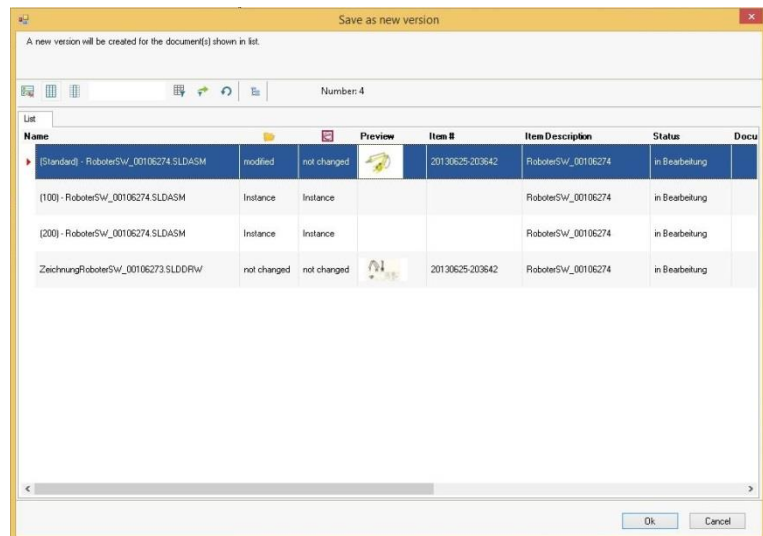 Save as new version
A new version will be created for the document(s) shown in list.
Number: 4
List
Name Preview Item # Item Description Status Docu
(Standard) - RoboterSW_00106274.SLDASM modified not changed 20130625-203642 RoboterSW_00106274 in Bearbeitung
(100) - RoboterSW_00106274.SLDASM Instance Instance RoboterSW_00106274 in Bearbeitung
(200) - RoboterSW_00106274.SLDASM Instance Instance RoboterSW_00106274 in Bearbeitung
ZeichnungRoboterSW_00106273.SLDDRW not changed not changed 20130625-203642 RoboterSW_00106274 in Bearbeitung
Ok Cancel